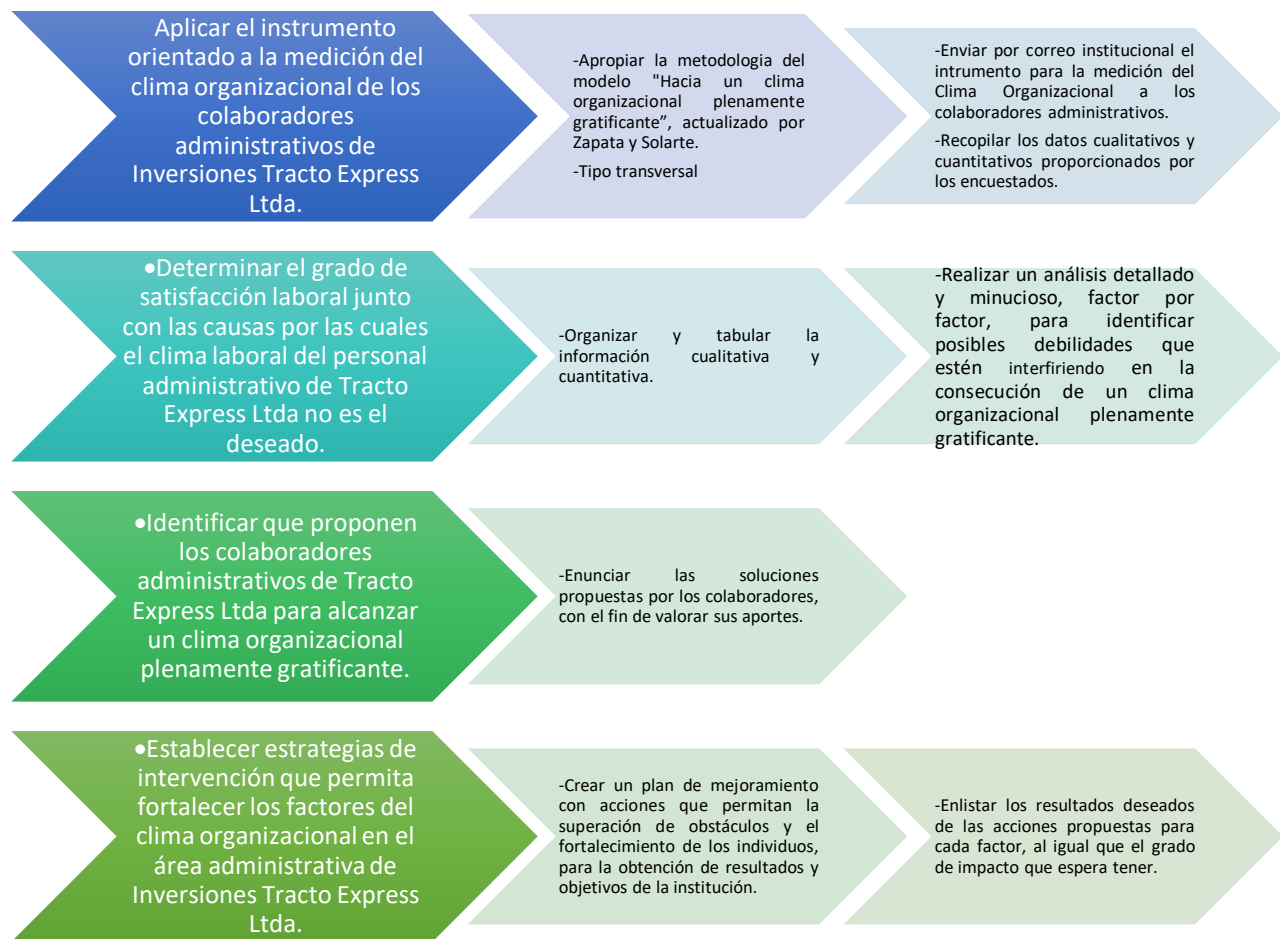 Aplicar el instrumento
orientado a la medición del
clima organizacional de los
colaboradores
administrativos de
Inversiones Tracto Express
Ltda.
-Apropiar la metodologia del
modelo "Hacia un clima
organizacional plenamente
gratificante”, actualizado por
Zapata y Solarte.
-Tipo transversal
-Enviar por correo institucional el
intrumento para la medición del
Clima Organizacional a los
colaboradores administrativos.
-Recopilar los datos cualitativos y
cuantitativos proporcionados por
los encuestados.
•Determinar el grado de
satisfacción laboral junto
con las causas por las cuales
el clima laboral del personal
administrativo de Tracto
Express Ltda no es el
deseado.
-Organizar y tabular la
información cualitativa y
cuantitativa.
-Realizar un análisis detallado
y minucioso, factor por
factor, para identificar
posibles debilidades que
estén interfiriendo en la
consecución de un clima
organizacional plenamente
gratificante.
•Identificar que proponen
los colaboradores
administrativos de Tracto
Express Ltda para alcanzar
un clima organizacional
plenamente gratificante.
-Enunciar las soluciones
propuestas por los colaboradores,
con el fin de valorar sus aportes.
•Establecer estrategias de
intervención que permita
fortalecer los factores del
clima organizacional en el
área administrativa de
Inversiones Tracto Express
Ltda.
-Crear un plan de mejoramiento
con acciones que permitan la
superación de obstáculos y el
fortalecimiento de los individuos,
para la obtención de resultados y
objetivos de la institución.
-Enlistar los resultados deseados
de las acciones propuestas para
cada factor, al igual que el grado
de impacto que espera tener.